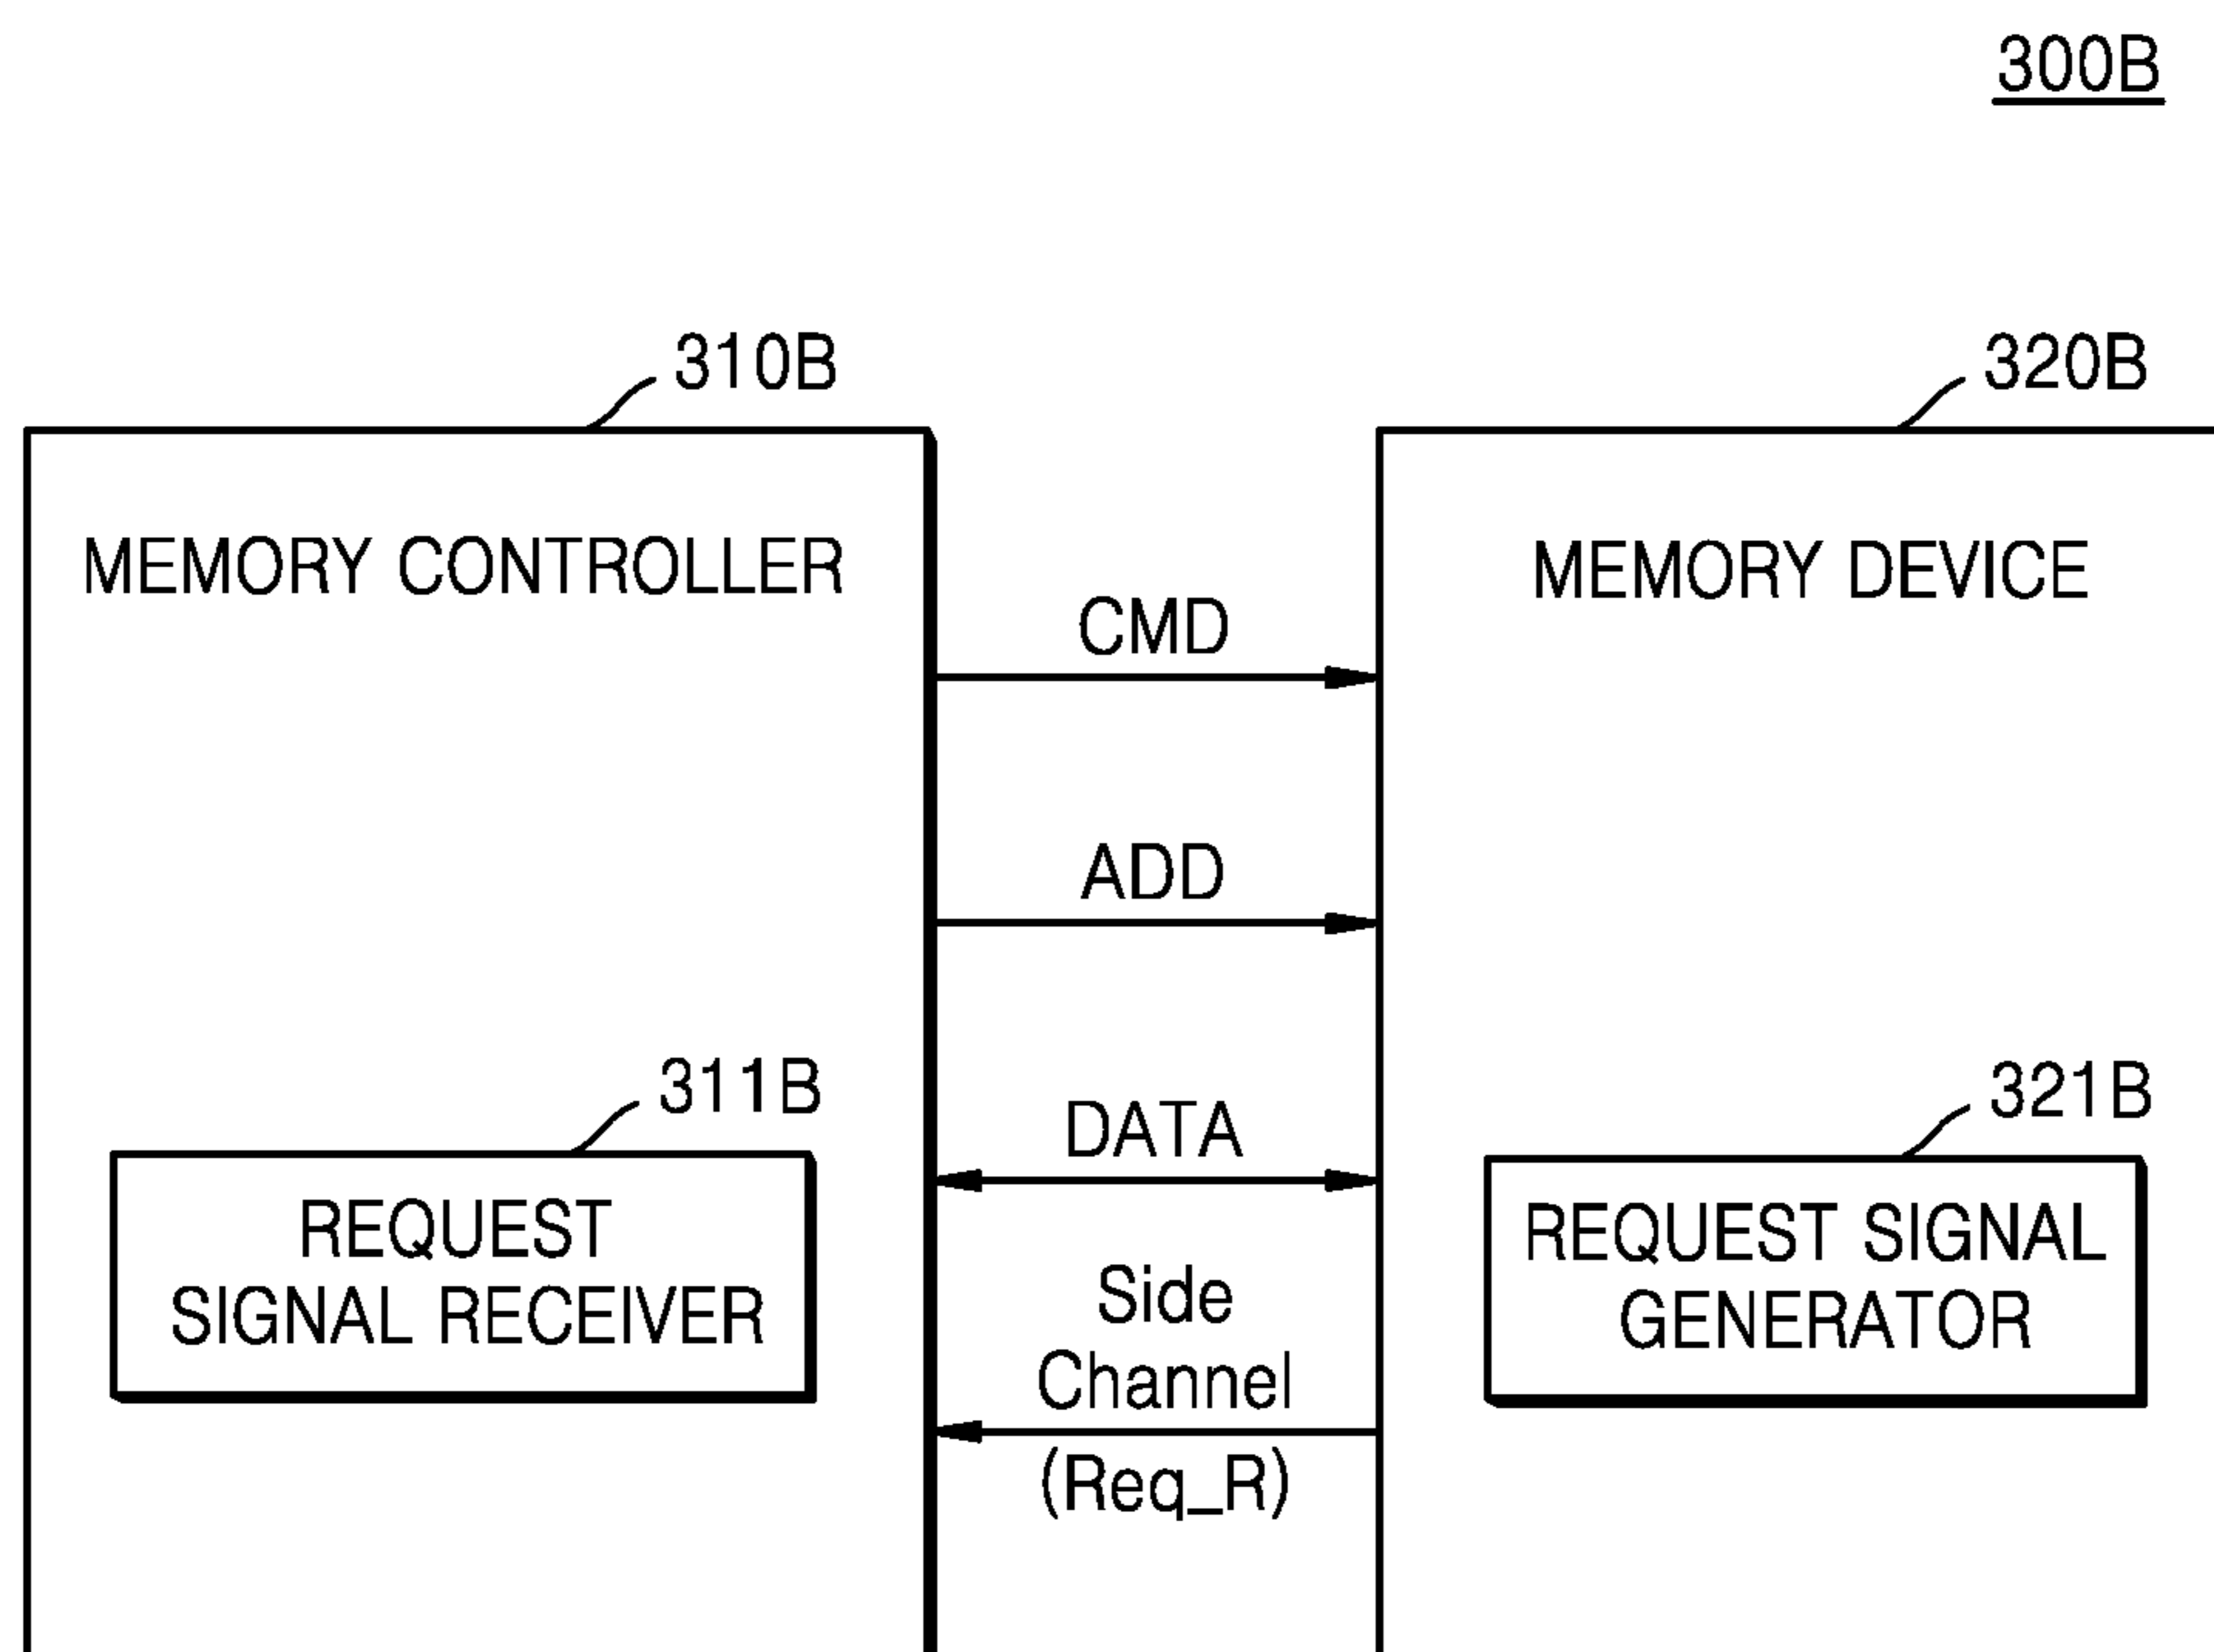 300B
310B
320B
MEMORY CONTROLLER
MEMORY DEVICE
CMD
ADD
DATA
311B
321B
REQUEST
SIGNAL RECEIVER
REQUEST SIGNAL
GENERATOR
Side
Channel
(Req_R)